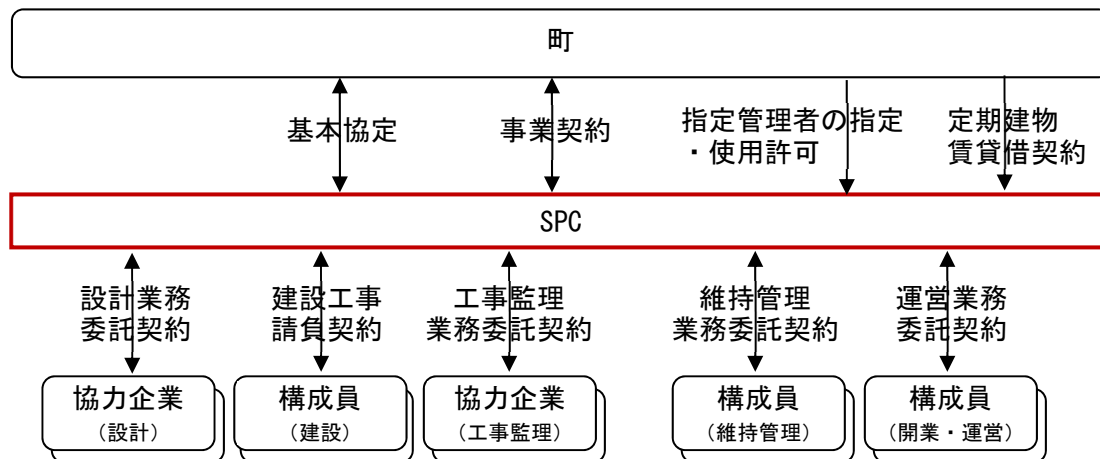 町
基本協定
事業契約
指定管理者の指定
・使用許可
定期建物
賃貸借契約
SPC
設計業務
委託契約
建設工事
請負契約
工事監理
業務委託契約
維持管理
業務委託契約
運営業務
委託契約
協力企業
（設計）
構成員
（建設）
協力企業
（工事監理）
構成員
（維持管理）
構成員
（開業・運営）